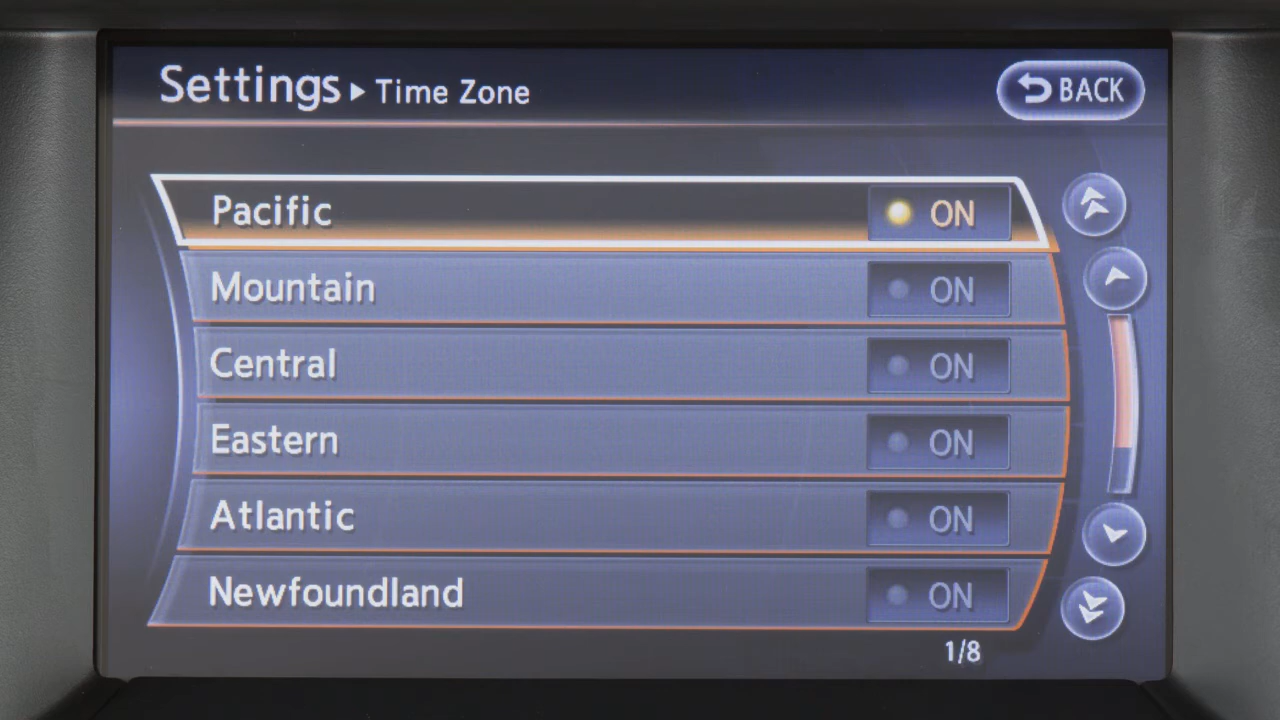 Settings ▶ Time Zone
BACK
Pacific ON
Mountain ON
Central ON
Eastern ON
Atlantic ON
Newfoundland ON
1/8